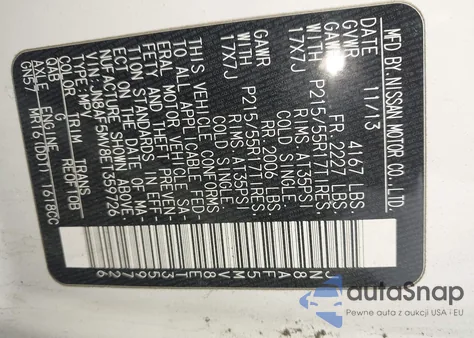 MFD.BY.NISSAN MOTOR CO.,LTD.
DATE 11/13
GVWR 4167 LBS.
GAWR FR. 2227 LBS.
WITH P215/55R17TIRES
17X7J RIMS AT35PSI
COLD SINGLE
GAWR RR.2006 LBS.
WITH P215/55R17TIRES
17X7J RIMS AT35PSI
COLD SINGLE
THIS VEHICLE CONFORMS
TO ALL APPLICABLE FED-
ERAL MOTOR VEHICLE SA-
FETY AND THEFT PREVEN-
TION STANDARDS IN EFF-
ECT ON THE DATE OF MA-
NUFACTURE SHOWN ABOVE.
VIN:JN8AF5MV8ET359726
TYPE:MPV
COLOR TRIM TRANS
QAB G
AXLE ENGINE
GN57 MR16(DDT) 1618CC
JN8AF5MV8ET359726
autoSnap
Pewne auta z aukcji USA i EU